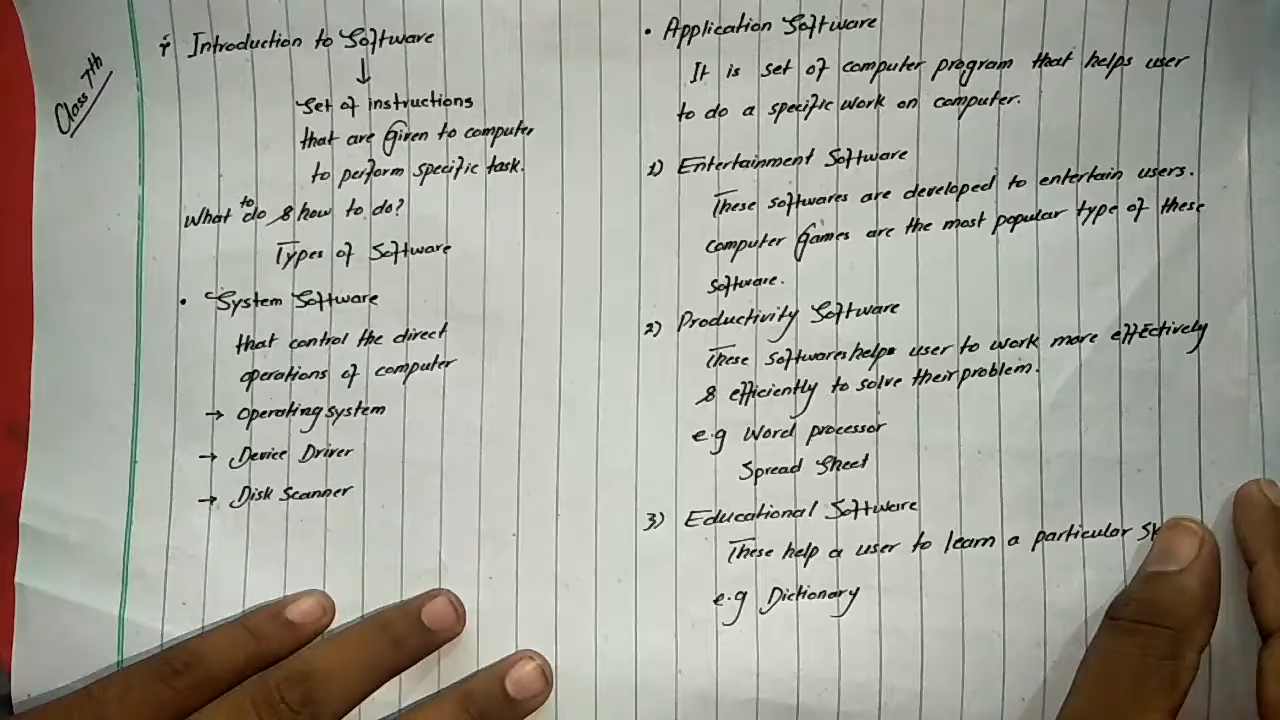 Class 7th
Introduction to Software
↓
Set of instructions
that are Given to computer
to perform specific task.
What to do & how to do?
Types of Software
• System Software
that control the direct
operations of computer
→ Operating system
→ Device Driver
→ Disk Scanner
• Application Software
It is set of computer program that helps user
to do a specific work on computer.
1) Entertainment Software
These softwares are developed to entertain users.
computer Games are the most popular type of these
software.
2) Productivity Software
These softwares helps user to work more effectively
& efficiently to solve their problem.
e.g Word processor
Spread Sheet
3) Educational Software
These help a user to learn a particular
e.g Dictionary